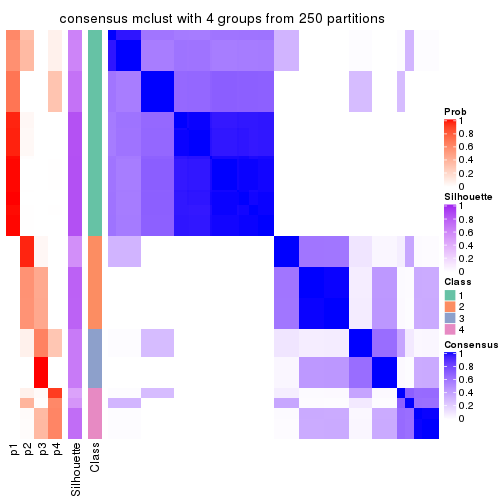 consensus mclust with 4 groups from 250 partitions
Prob
1
0.8
0.6
0.4
0.2
0
Silhouette
1
0.8
0.6
0.4
0.2
0
Class
1
2
3
4
Consensus
1
0.8
0.6
0.4
0.2
0
p1
p2
p3
p4
Silhouette
Class